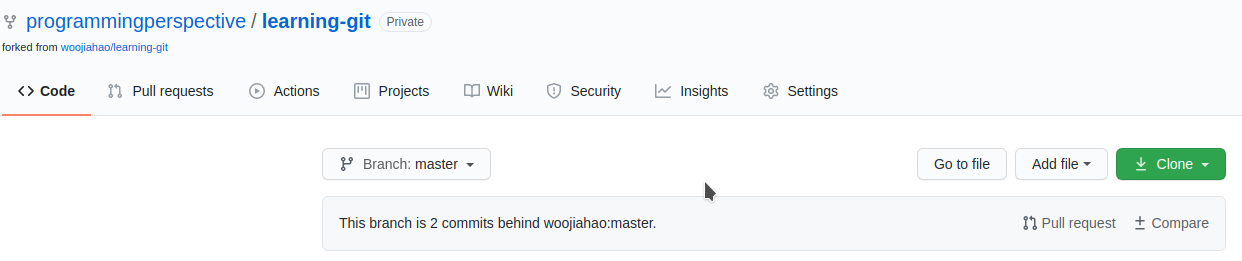 programmingperspective / learning-git Private
forked from woojiahao/learning-git
Code Pull requests Actions Projects Wiki Security Insights Settings
Branch: master Go to file Add file Clone
This branch is 2 commits behind woojiahao:master. Pull request Compare